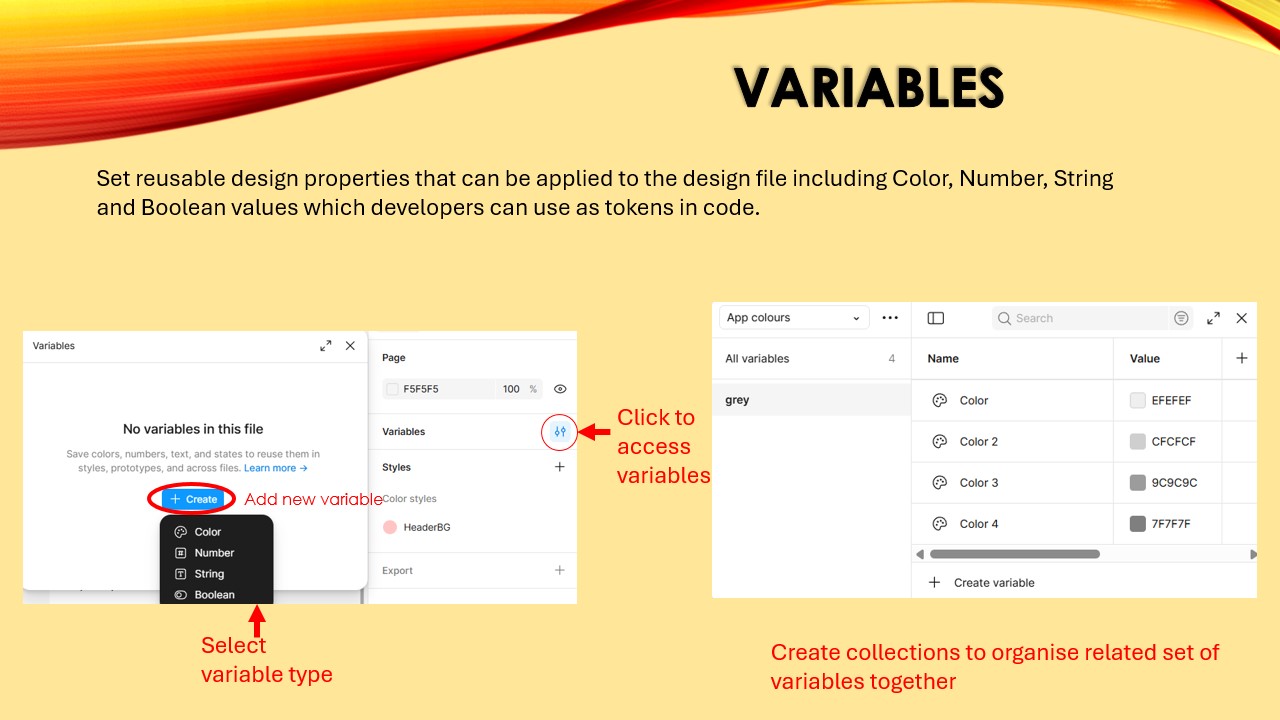 VARIABLES
Set reusable design properties that can be applied to the design file including Color, Number, String
and Boolean values which developers can use as tokens in code.
Variables
No variables in this file
Save colors, numbers, text, and states to reuse them in
styles, prototypes, and across files. Learn more →
+ Create
Add new variable
Color
Number
String
Boolean
Select
variable type
Page
F5F5F5 100 %
Variables
Styles
Color styles
HeaderBG
Export
Click to
access
variables
App colours
Search
All variables 4
Name Value
grey
Color EFEFEF
Color 2 CFCFCF
Color 3 9C9C9C
Color 4 7F7F7F
+ Create variable
Create collections to organise related set of
variables together